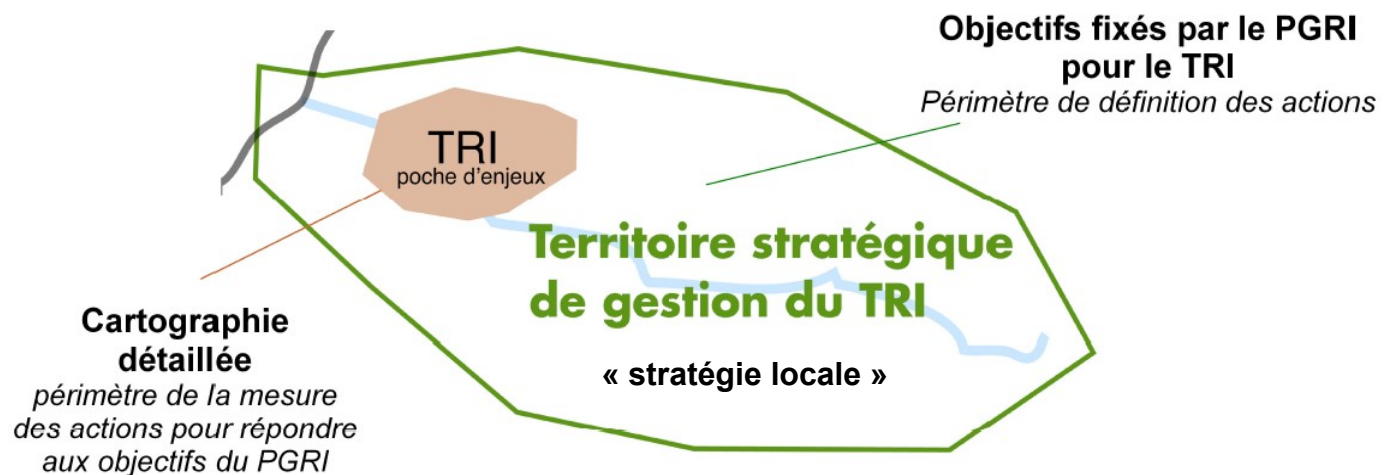 Objectifs fixés par le PGRI
pour le TRI
Périmètre de définition des actions
TRI
poche d'enjeux
Territoire stratégique
de gestion du TRI
« stratégie locale »
Cartographie
détaillée
périmètre de la mesure
des actions pour répondre
aux objectifs du PGRI